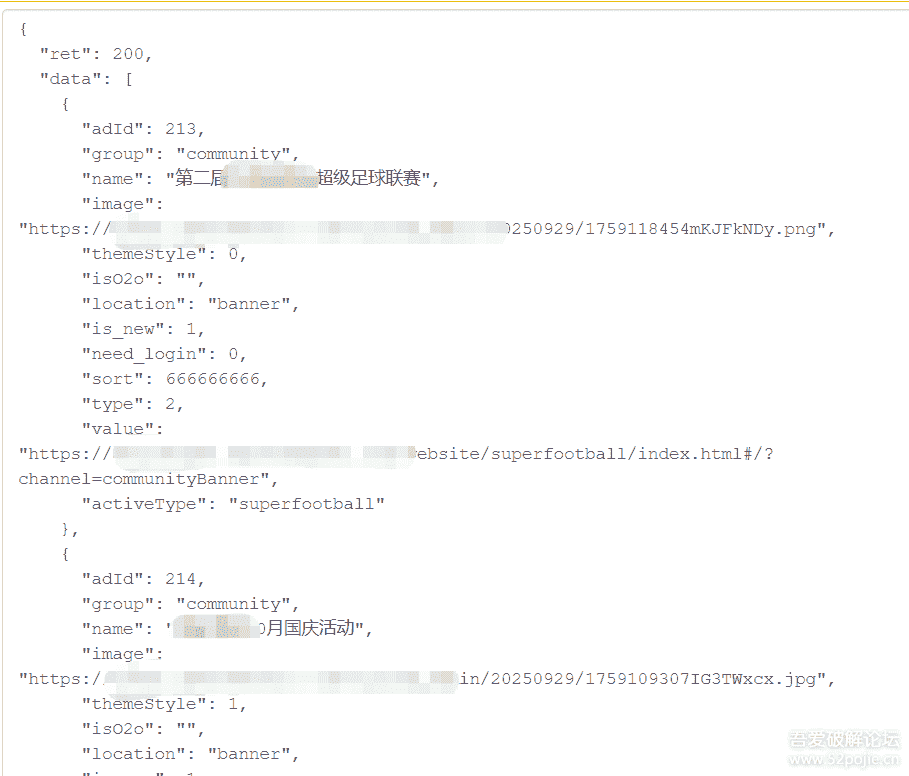 {
"ret": 200,
"data": [
{
"adId": 213,
"group": "community",
"name": "第二届超级足球联赛",
"image":
"https://0250929/1759118454mKJFkNDy.png",
"themeStyle": 0,
"isO2o": "",
"location": "banner",
"is_new": 1,
"need_login": 0,
"sort": 666666666,
"type": 2,
"value":
"https://ebsite/superfootball/index.html#/?
channel=communityBanner",
"activeType": "superfootball"
},
{
"adId": 214,
"group": "community",
"name": "0月国庆活动",
"image":
"https:/in/20250929/1759109307IG3TWxcx.jpg",
"themeStyle": 1,
"isO2o": "",
"location": "banner",
吾爱破解论坛
www.52pojie.cn